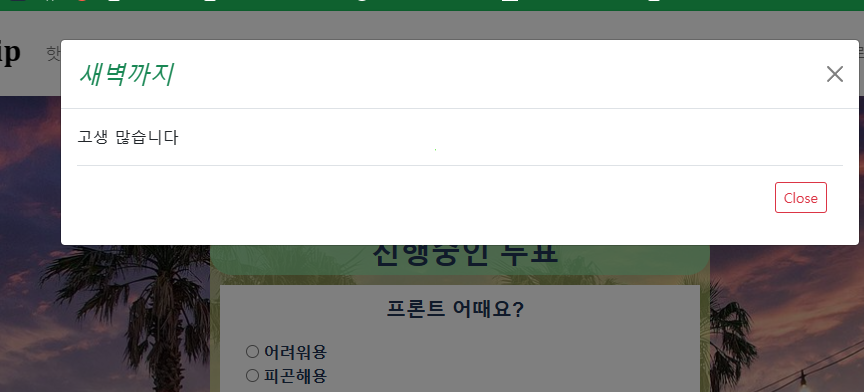 ip
핫
새벽까지
고생 많습니다
Close
진행중인 투표
프론트 어때요?
어려워용
피곤해용